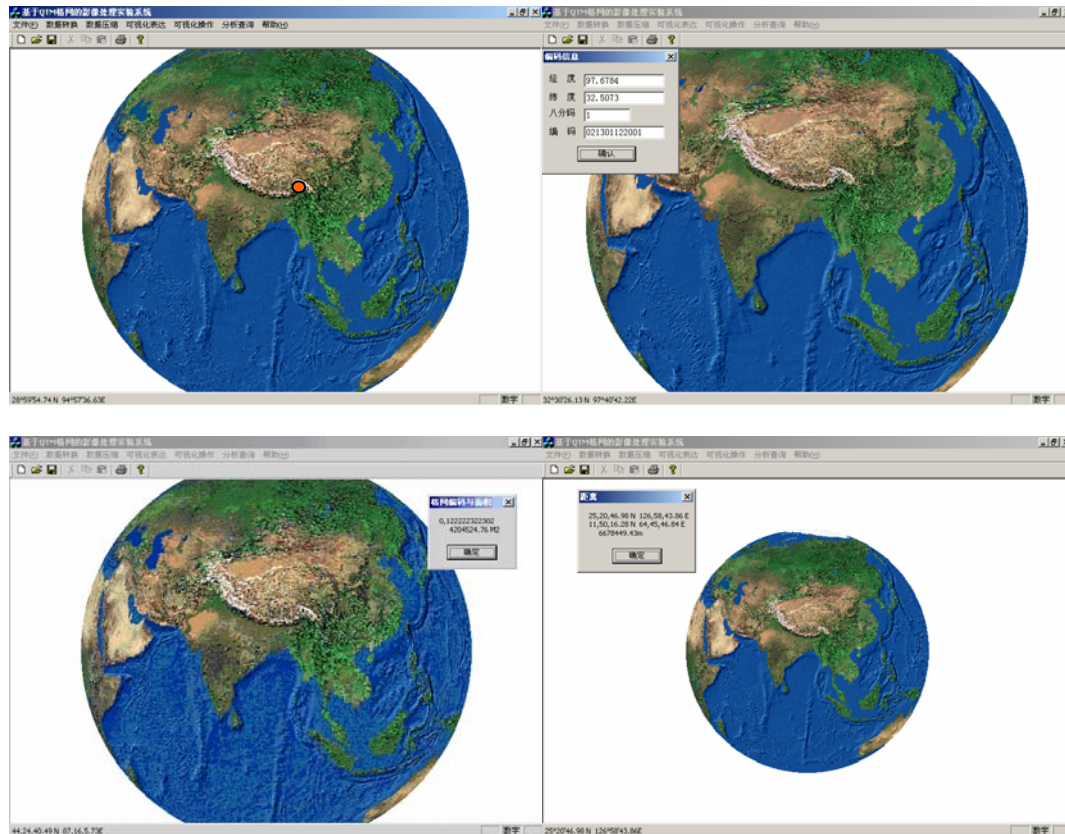 基于QTM格网的影像处理实验系统
文件(F) 数据转换 数据压缩 可视化表达 可视化操作 分析查询 帮助(H)
28°59'54.74 N 94°57'36.63E
数字
基于QTM格网的影像处理实验系统
文件(F) 数据转换 数据压缩 可视化表达 可视化操作 分析查询 帮助(H)
编码信息
经 度 97.6784
纬 度 32.5073
八分码 1
编 码 021301122001
确认
32°30'26.13 N 97°40'42.22E
数字
基于QTM格网的影像处理实验系统
文件(F) 数据转换 数据压缩 可视化表达 可视化操作 分析查询 帮助(H)
格网编码与面积
0,122222322302
4204524.76 M2
确定
44,24,40.49 N 87,16,5.73E
数字
基于QTM格网的影像处理实验系统
文件(F) 数据转换 数据压缩 可视化表达 可视化操作 分析查询 帮助(H)
距离
25,20,46.98 N 126,58,43.86 E
11,50,16.28 N 64,45,46.84 E
6678449.43m
确定
25°20'46.98 N 126°58'43.86E
数字